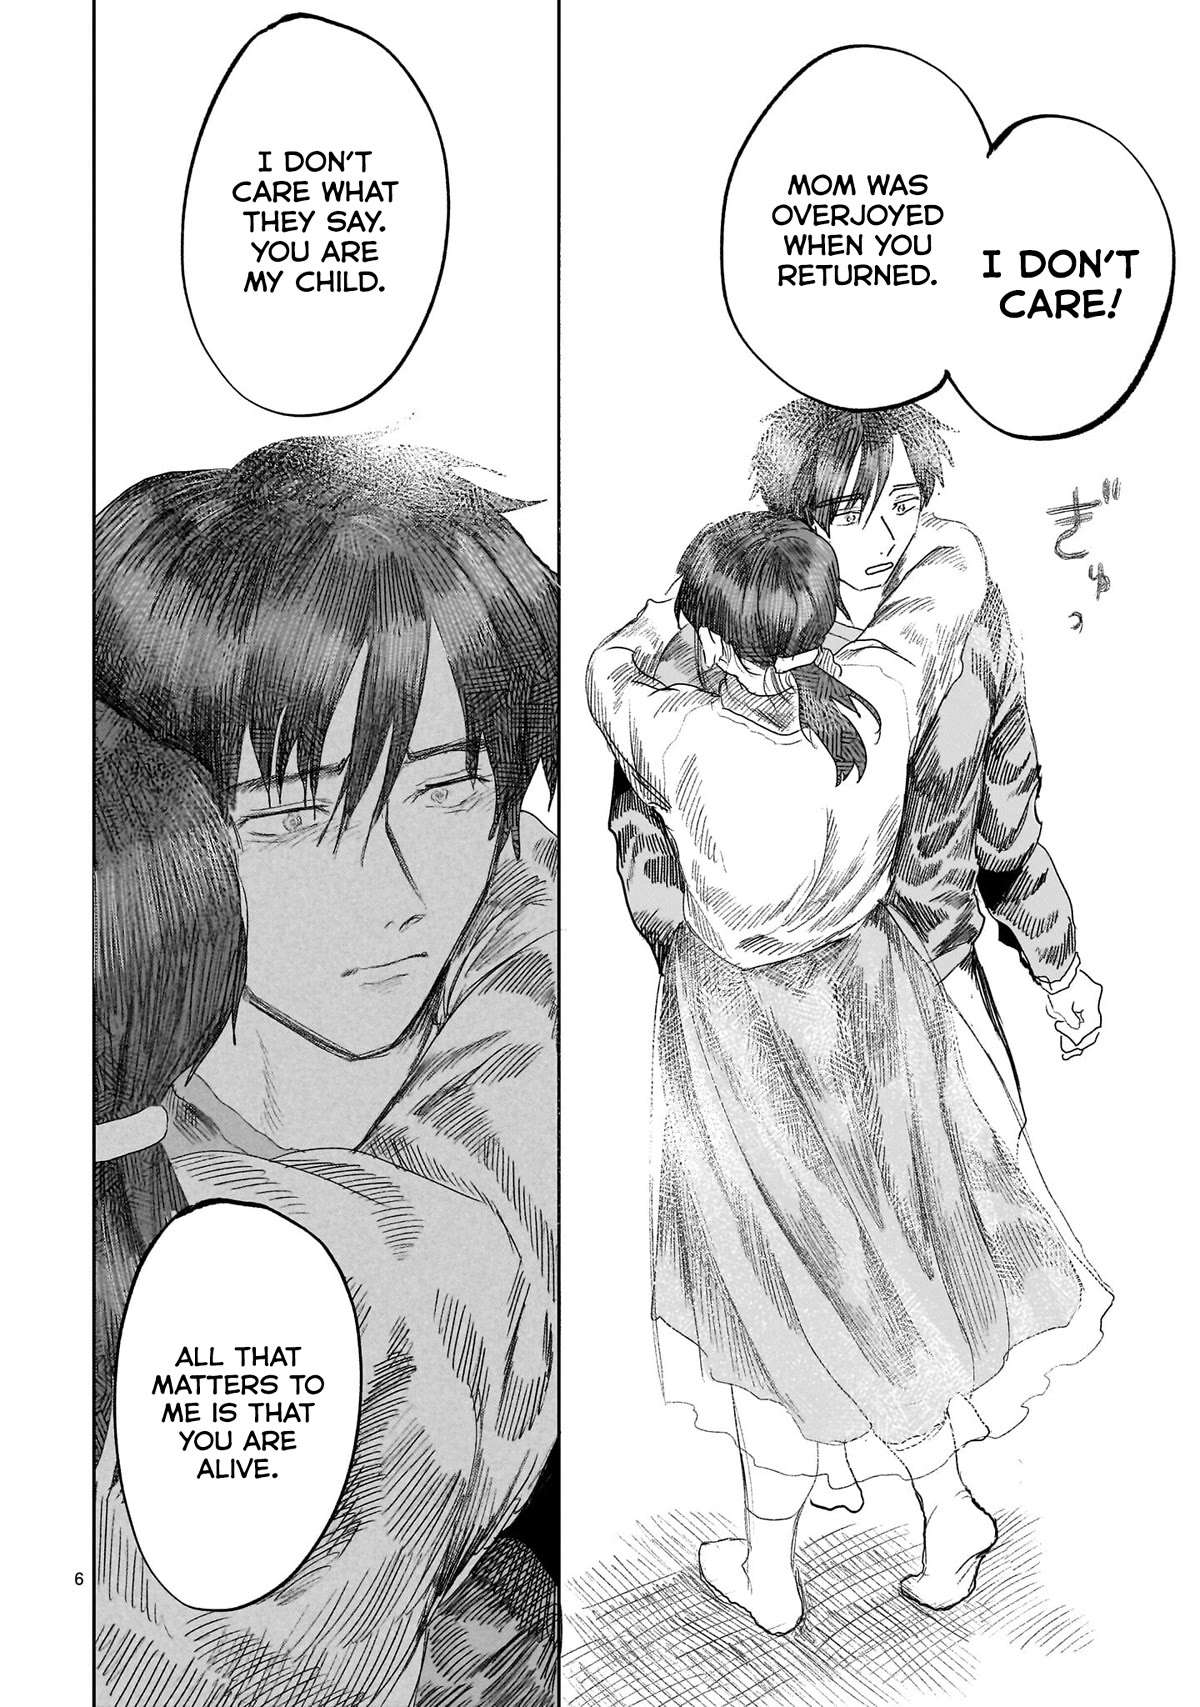 I DON'T
CARE!
MOM WAS
OVERJOYED
WHEN YOU
RETURNED.
ぎゅっ
I DON'T
CARE WHAT
THEY SAY.
YOU ARE
MY CHILD.
ALL THAT
MATTERS TO
ME IS THAT
YOU ARE
ALIVE.
6